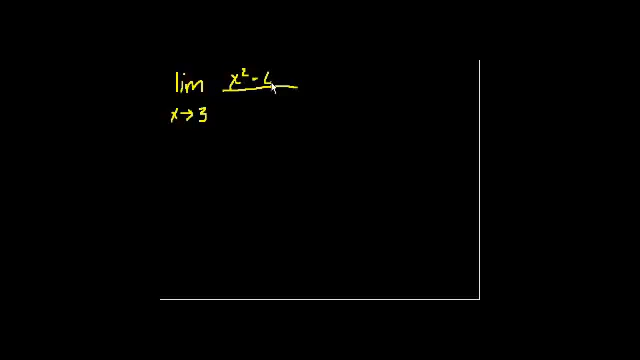 lim x² - L
x → 3